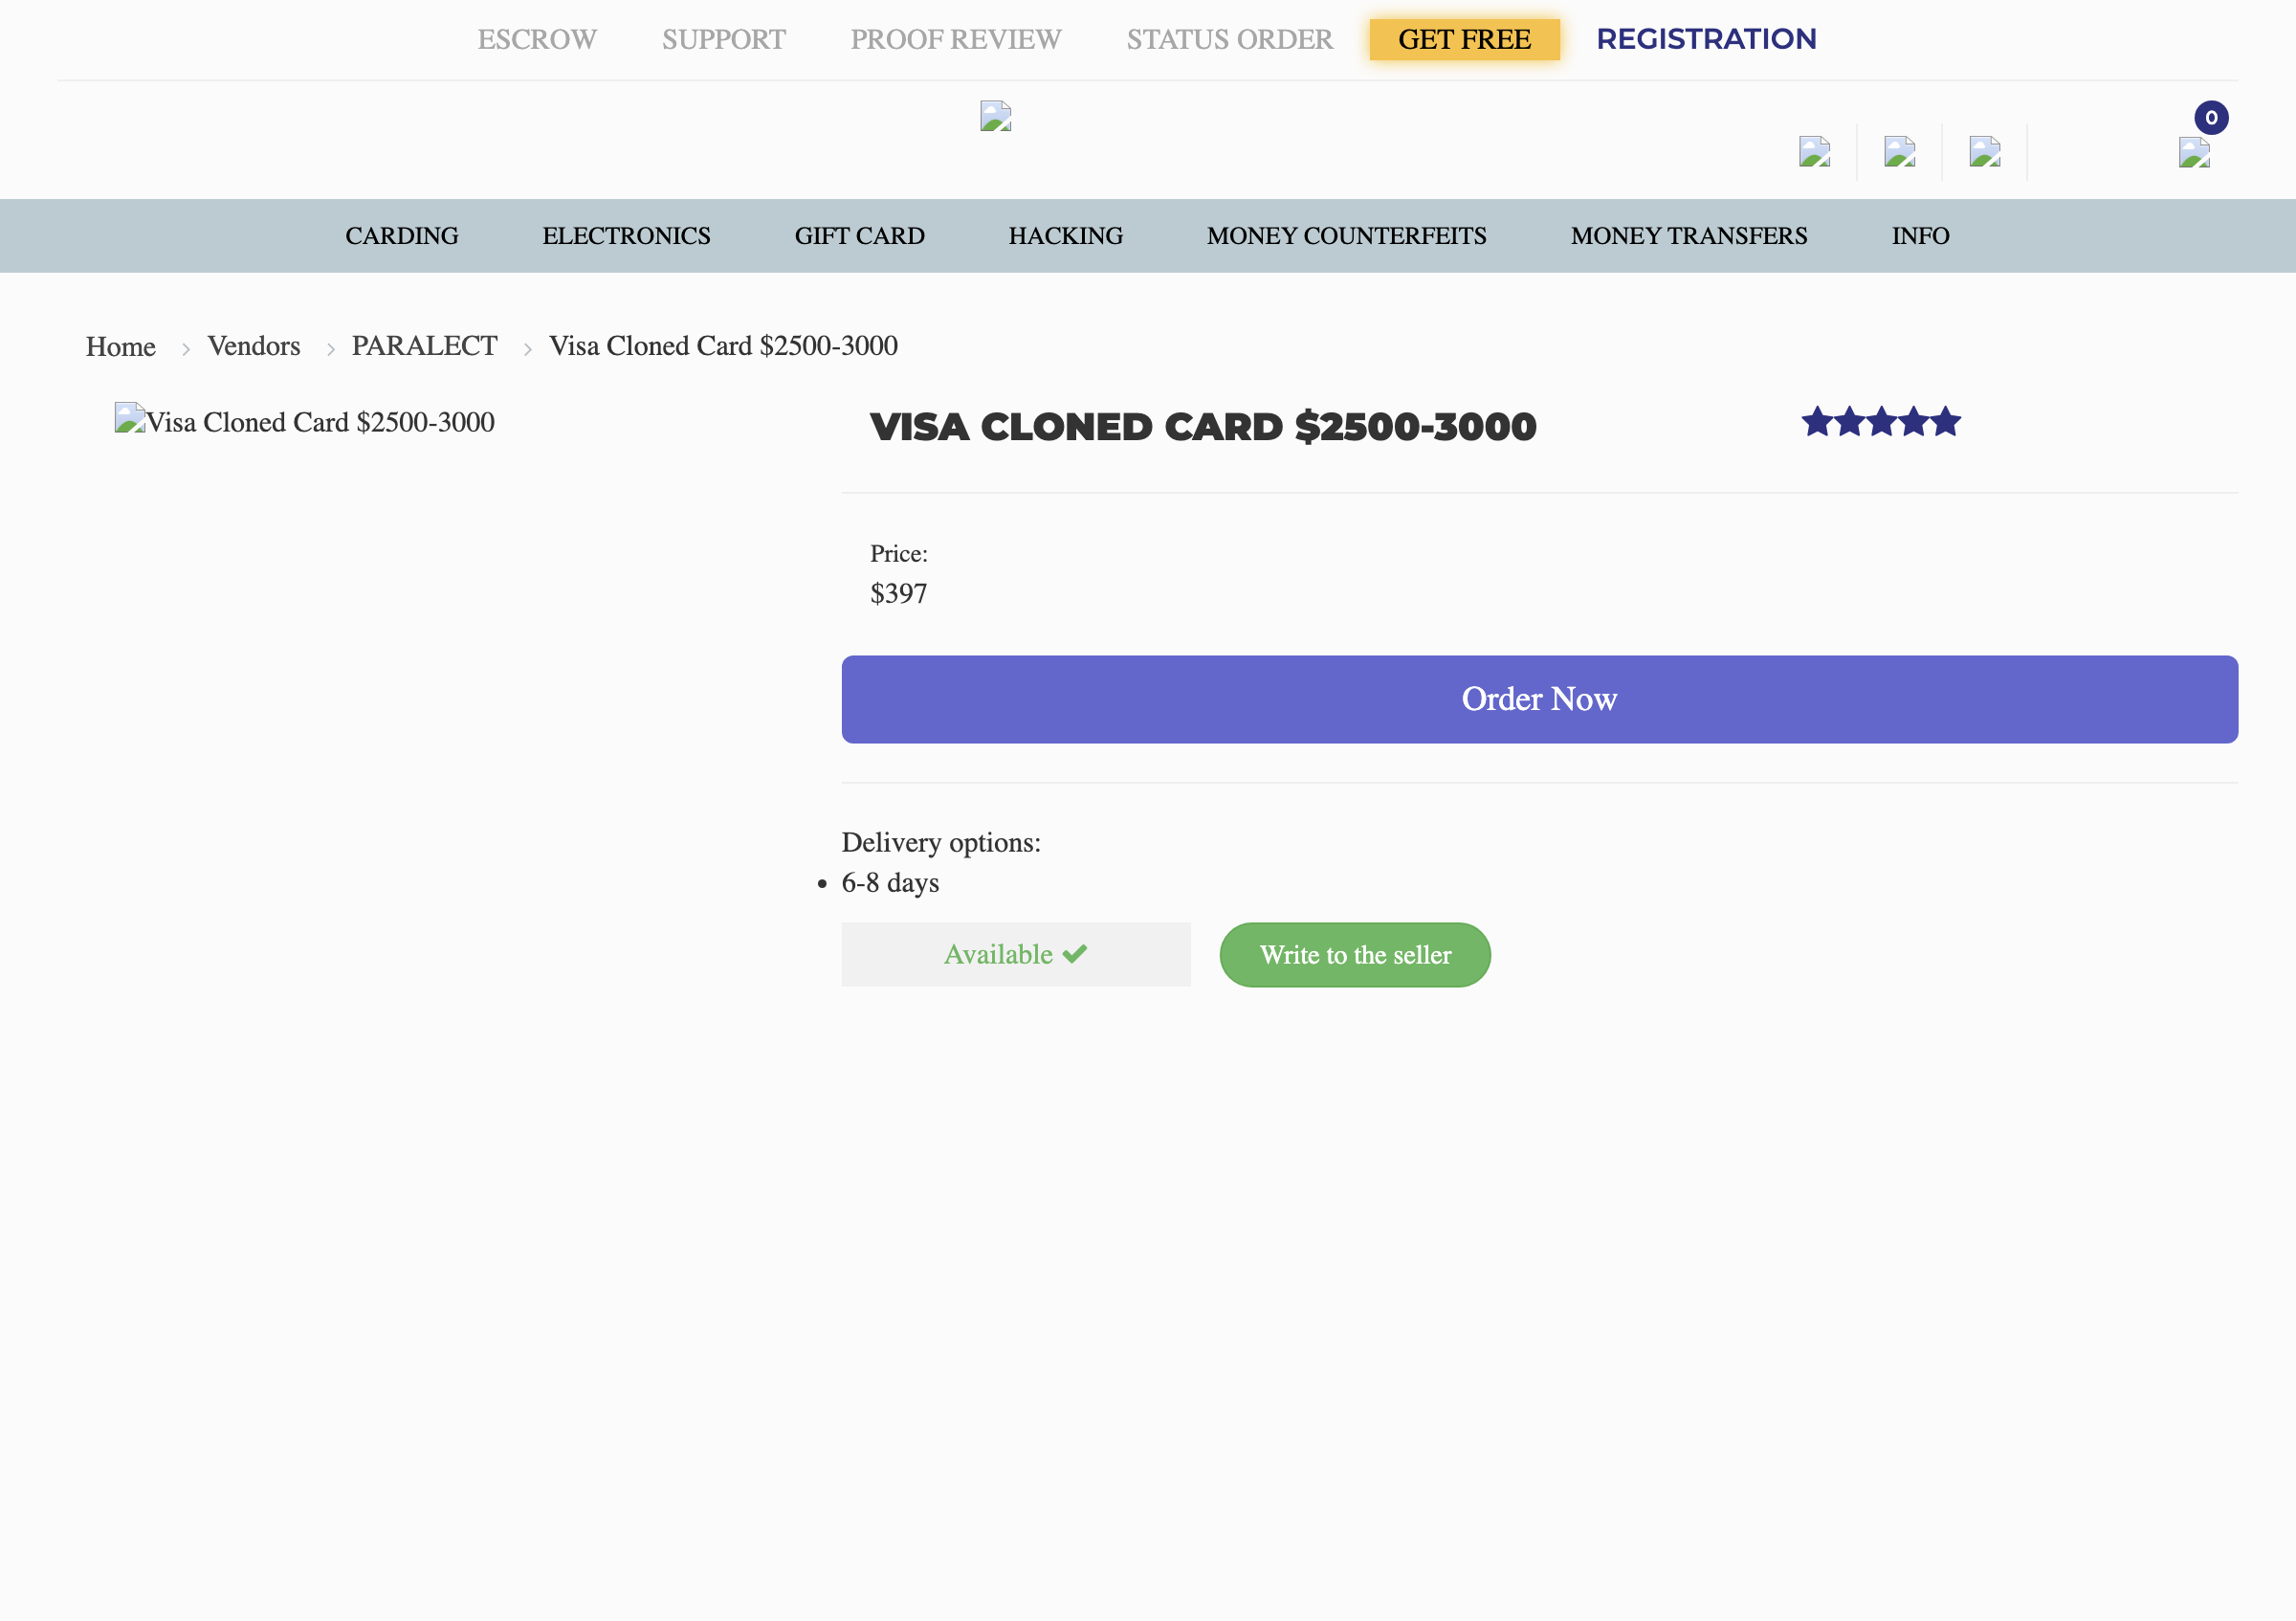 ESCROW SUPPORT PROOF REVIEW STATUS ORDER GET FREE REGISTRATION
0
CARDING ELECTRONICS GIFT CARD HACKING MONEY COUNTERFEITS MONEY TRANSFERS INFO
Home Vendors PARALECT Visa Cloned Card $2500-3000
Visa Cloned Card $2500-3000
VISA CLONED CARD $2500-3000
Price:
$397
Order Now
Delivery options:
6-8 days
Available
Write to the seller